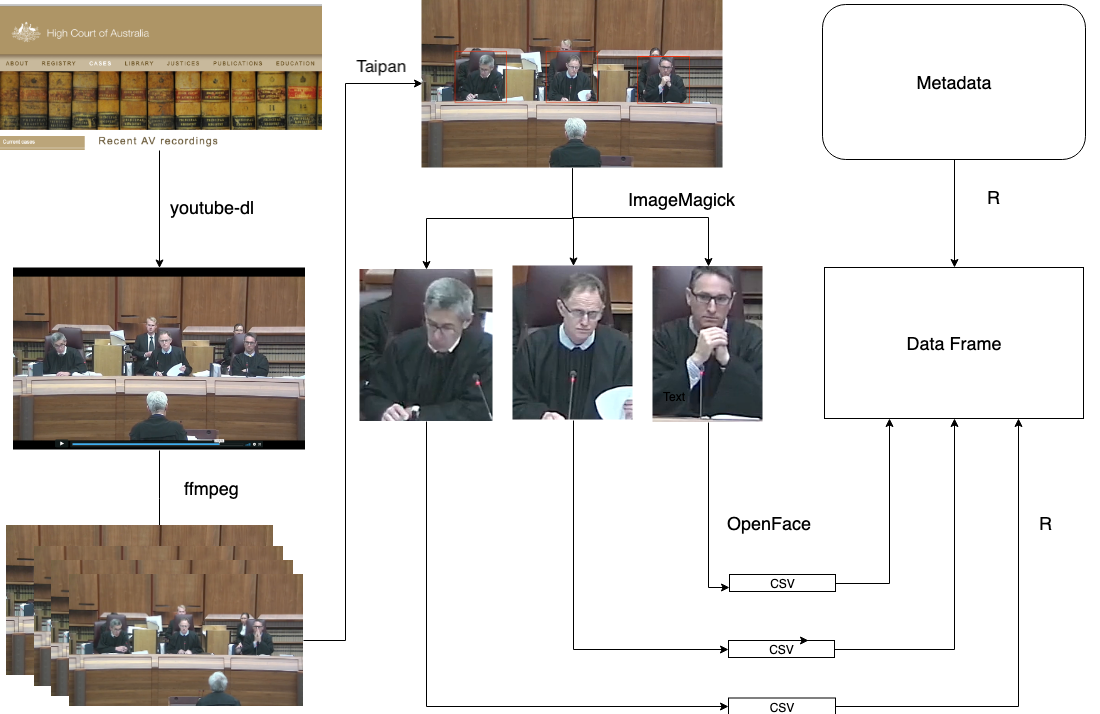 High Court of Australia
ABOUT REGISTRY CASES LIBRARY JUSTICES PUBLICATIONS EDUCATION
Current cases
Recent AV recordings
youtube-dl
ffmpeg
Taipan
ImageMagick
Text
OpenFace
CSV
CSV
CSV
Metadata
R
Data Frame
R